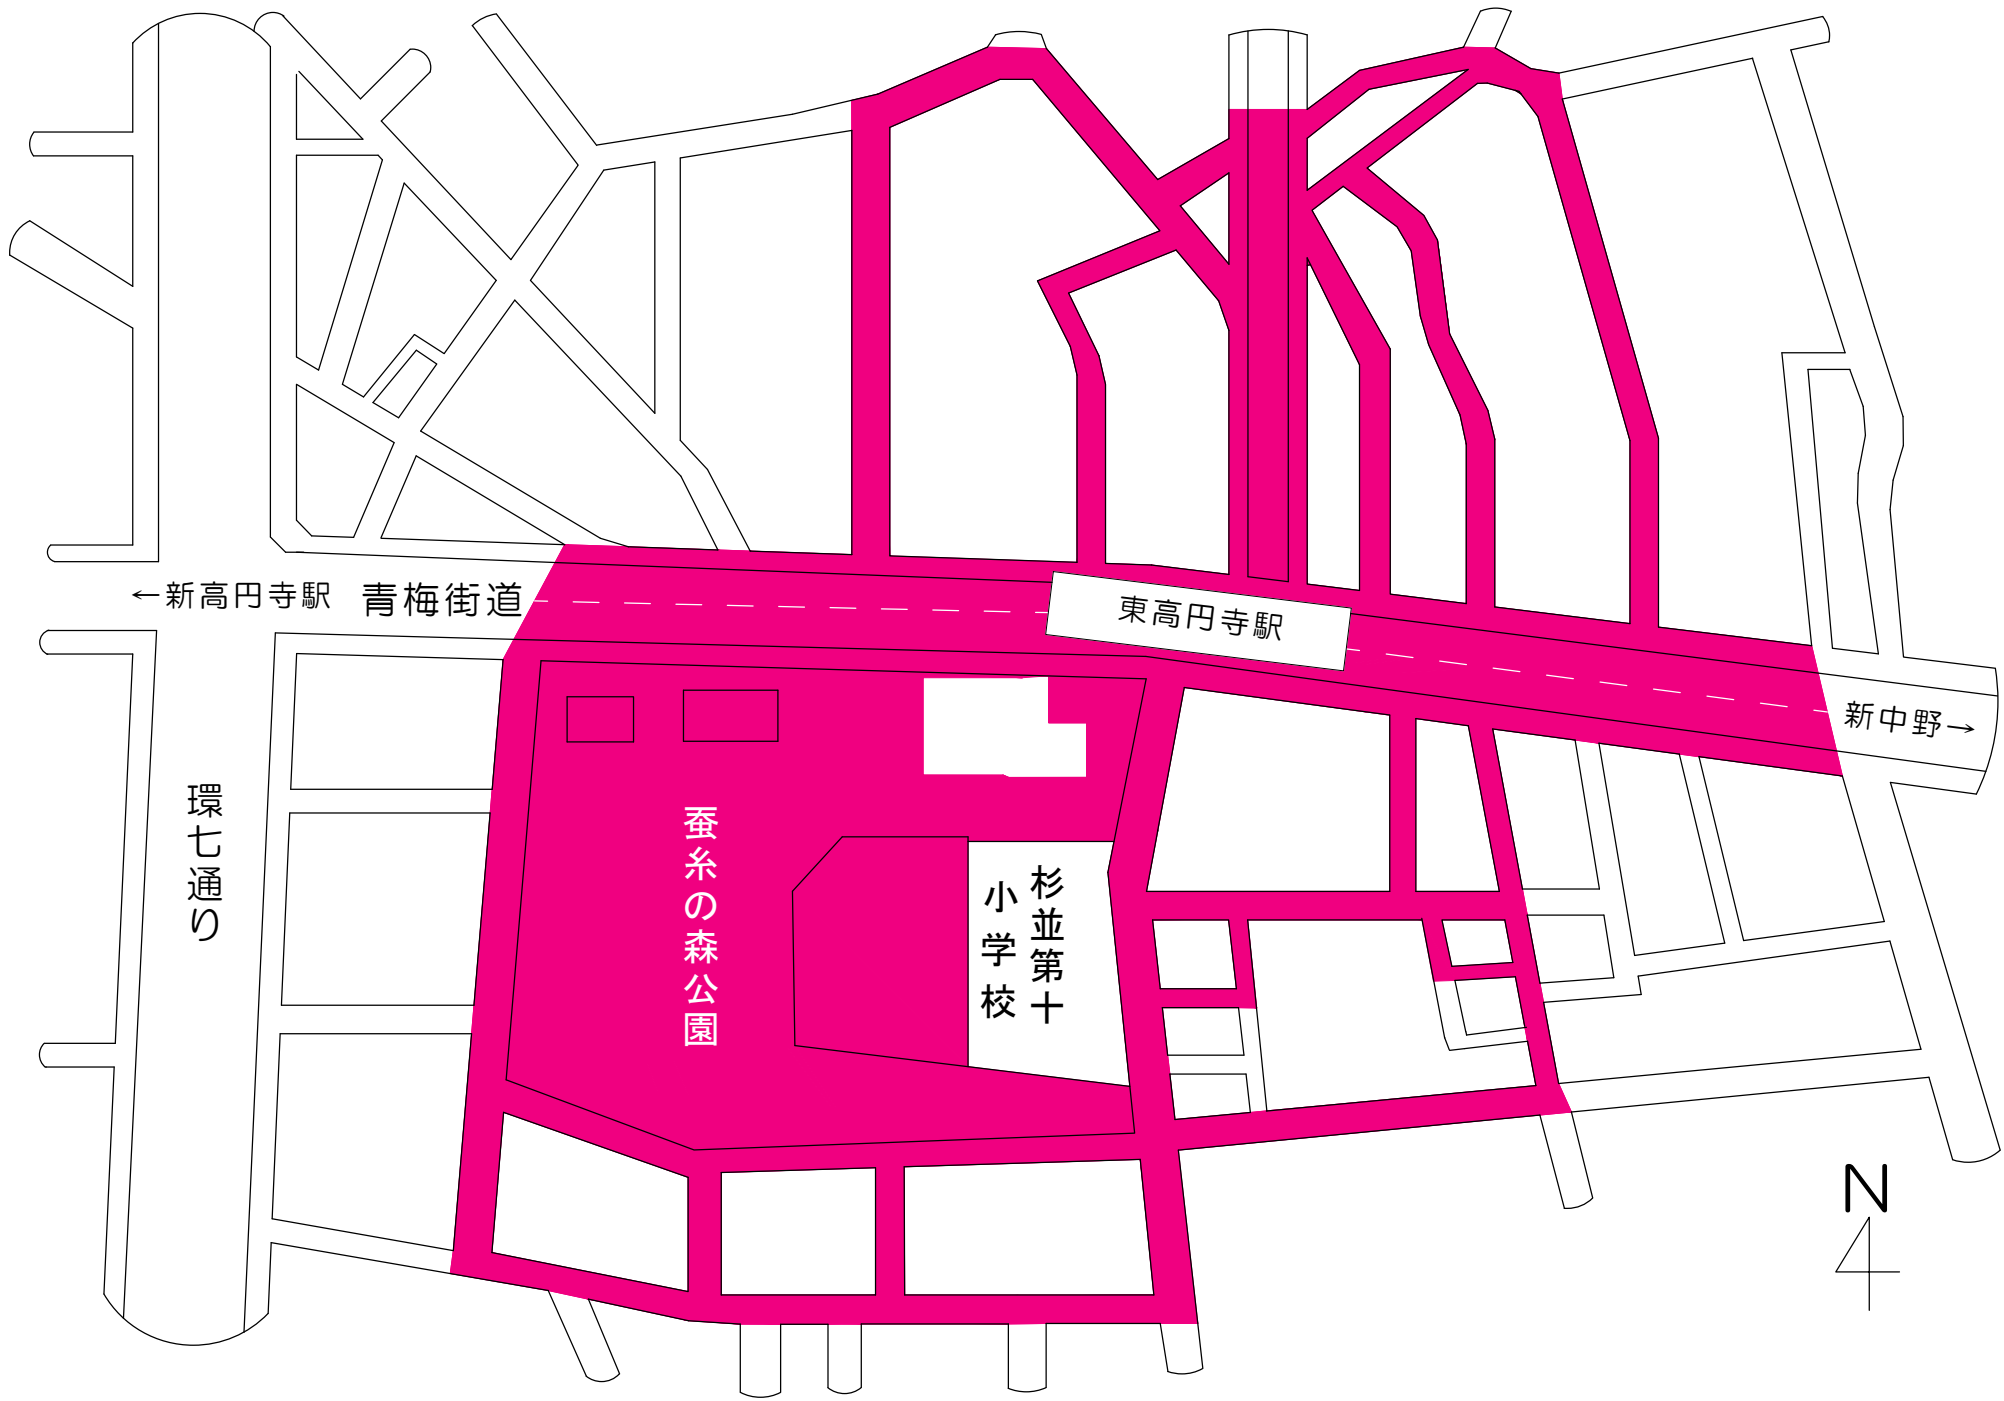 ←新高円寺駅
青梅街道
東高円寺駅
新中野→
環七通り
蚕糸の森公園
杉並第十
小学校
N